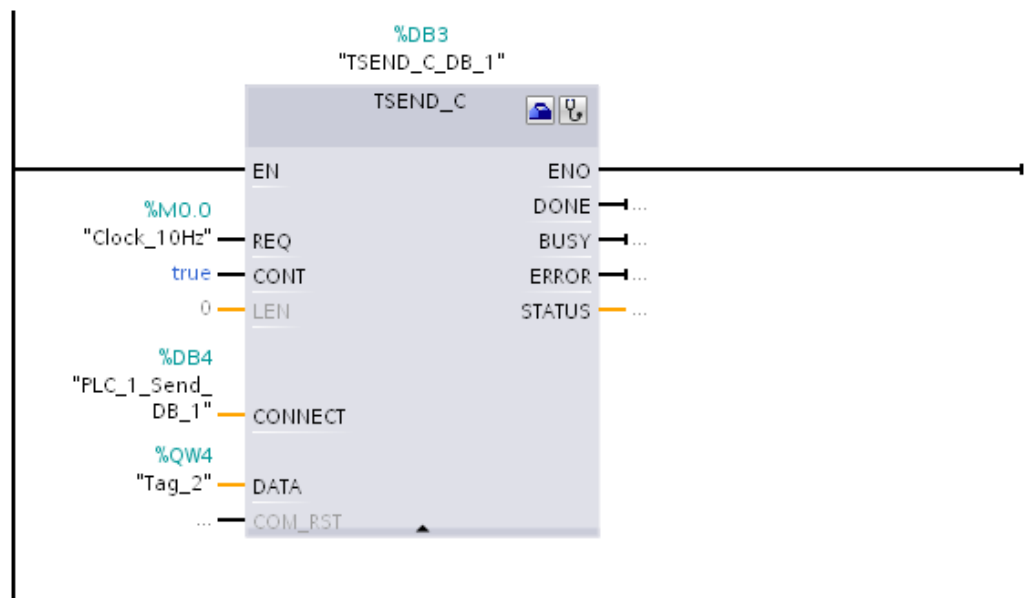 %DB3
"TSEND_C_DB_1"
TSEND_C
EN ENO
DONE ...
%M0.0
"Clock_10Hz" REQ BUSY ...
true CONT ERROR ...
0 LEN STATUS ...
%DB4
"PLC_1_Send_
DB_1" CONNECT
%QW4
"Tag_2" DATA
... COM_RST